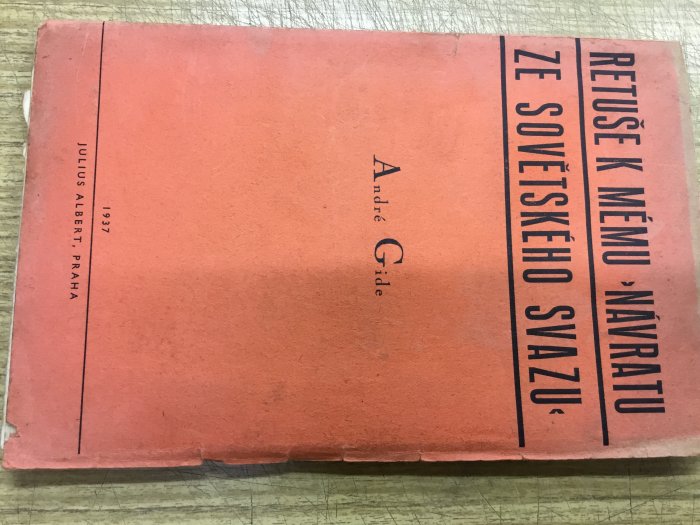 RETUŠE K MÉMU ›NÁVRATU
ZE SOVĚTSKÉHO SVAZU‹
André Gide
1937
JULIUS ALBERT, PRAHA